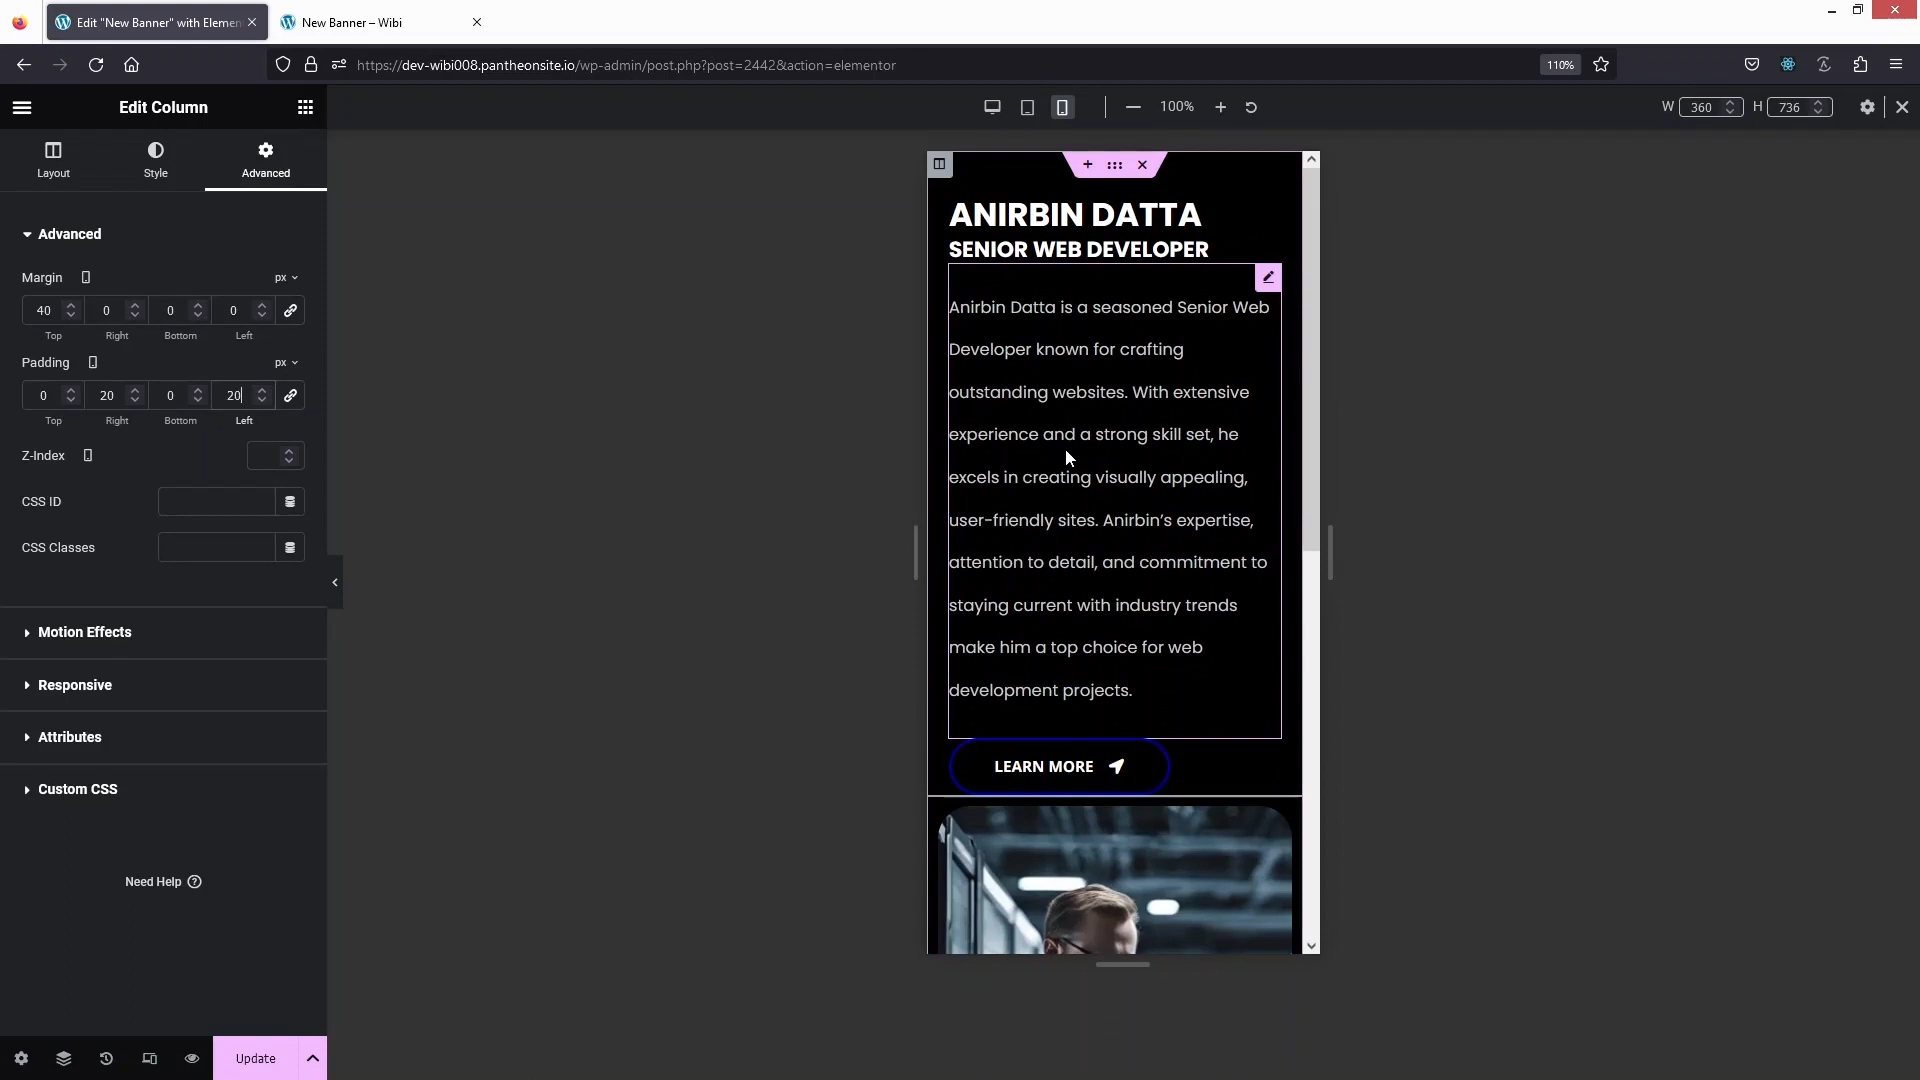 Edit "New Banner" with Elemen
New Banner – Wibi
https://dev-wibi008.pantheonsite.io/wp-admin/post.php?post=2442&action=elementor
110%
Edit Column
100%
W 360 H 736
Layout Style Advanced
Advanced
Margin px
40 0 0 0
Top Right Bottom Left
Padding px
0 20 0 20
Top Right Bottom Left
Z-Index
CSS ID
CSS Classes
Motion Effects
Responsive
Attributes
Custom CSS
Need Help ?
Update
ANIRBIN DATTA
SENIOR WEB DEVELOPER
Anirbin Datta is a seasoned Senior Web
Developer known for crafting
outstanding websites. With extensive
experience and a strong skill set, he
excels in creating visually appealing,
user-friendly sites. Anirbin’s expertise,
attention to detail, and commitment to
staying current with industry trends
make him a top choice for web
development projects.
LEARN MORE